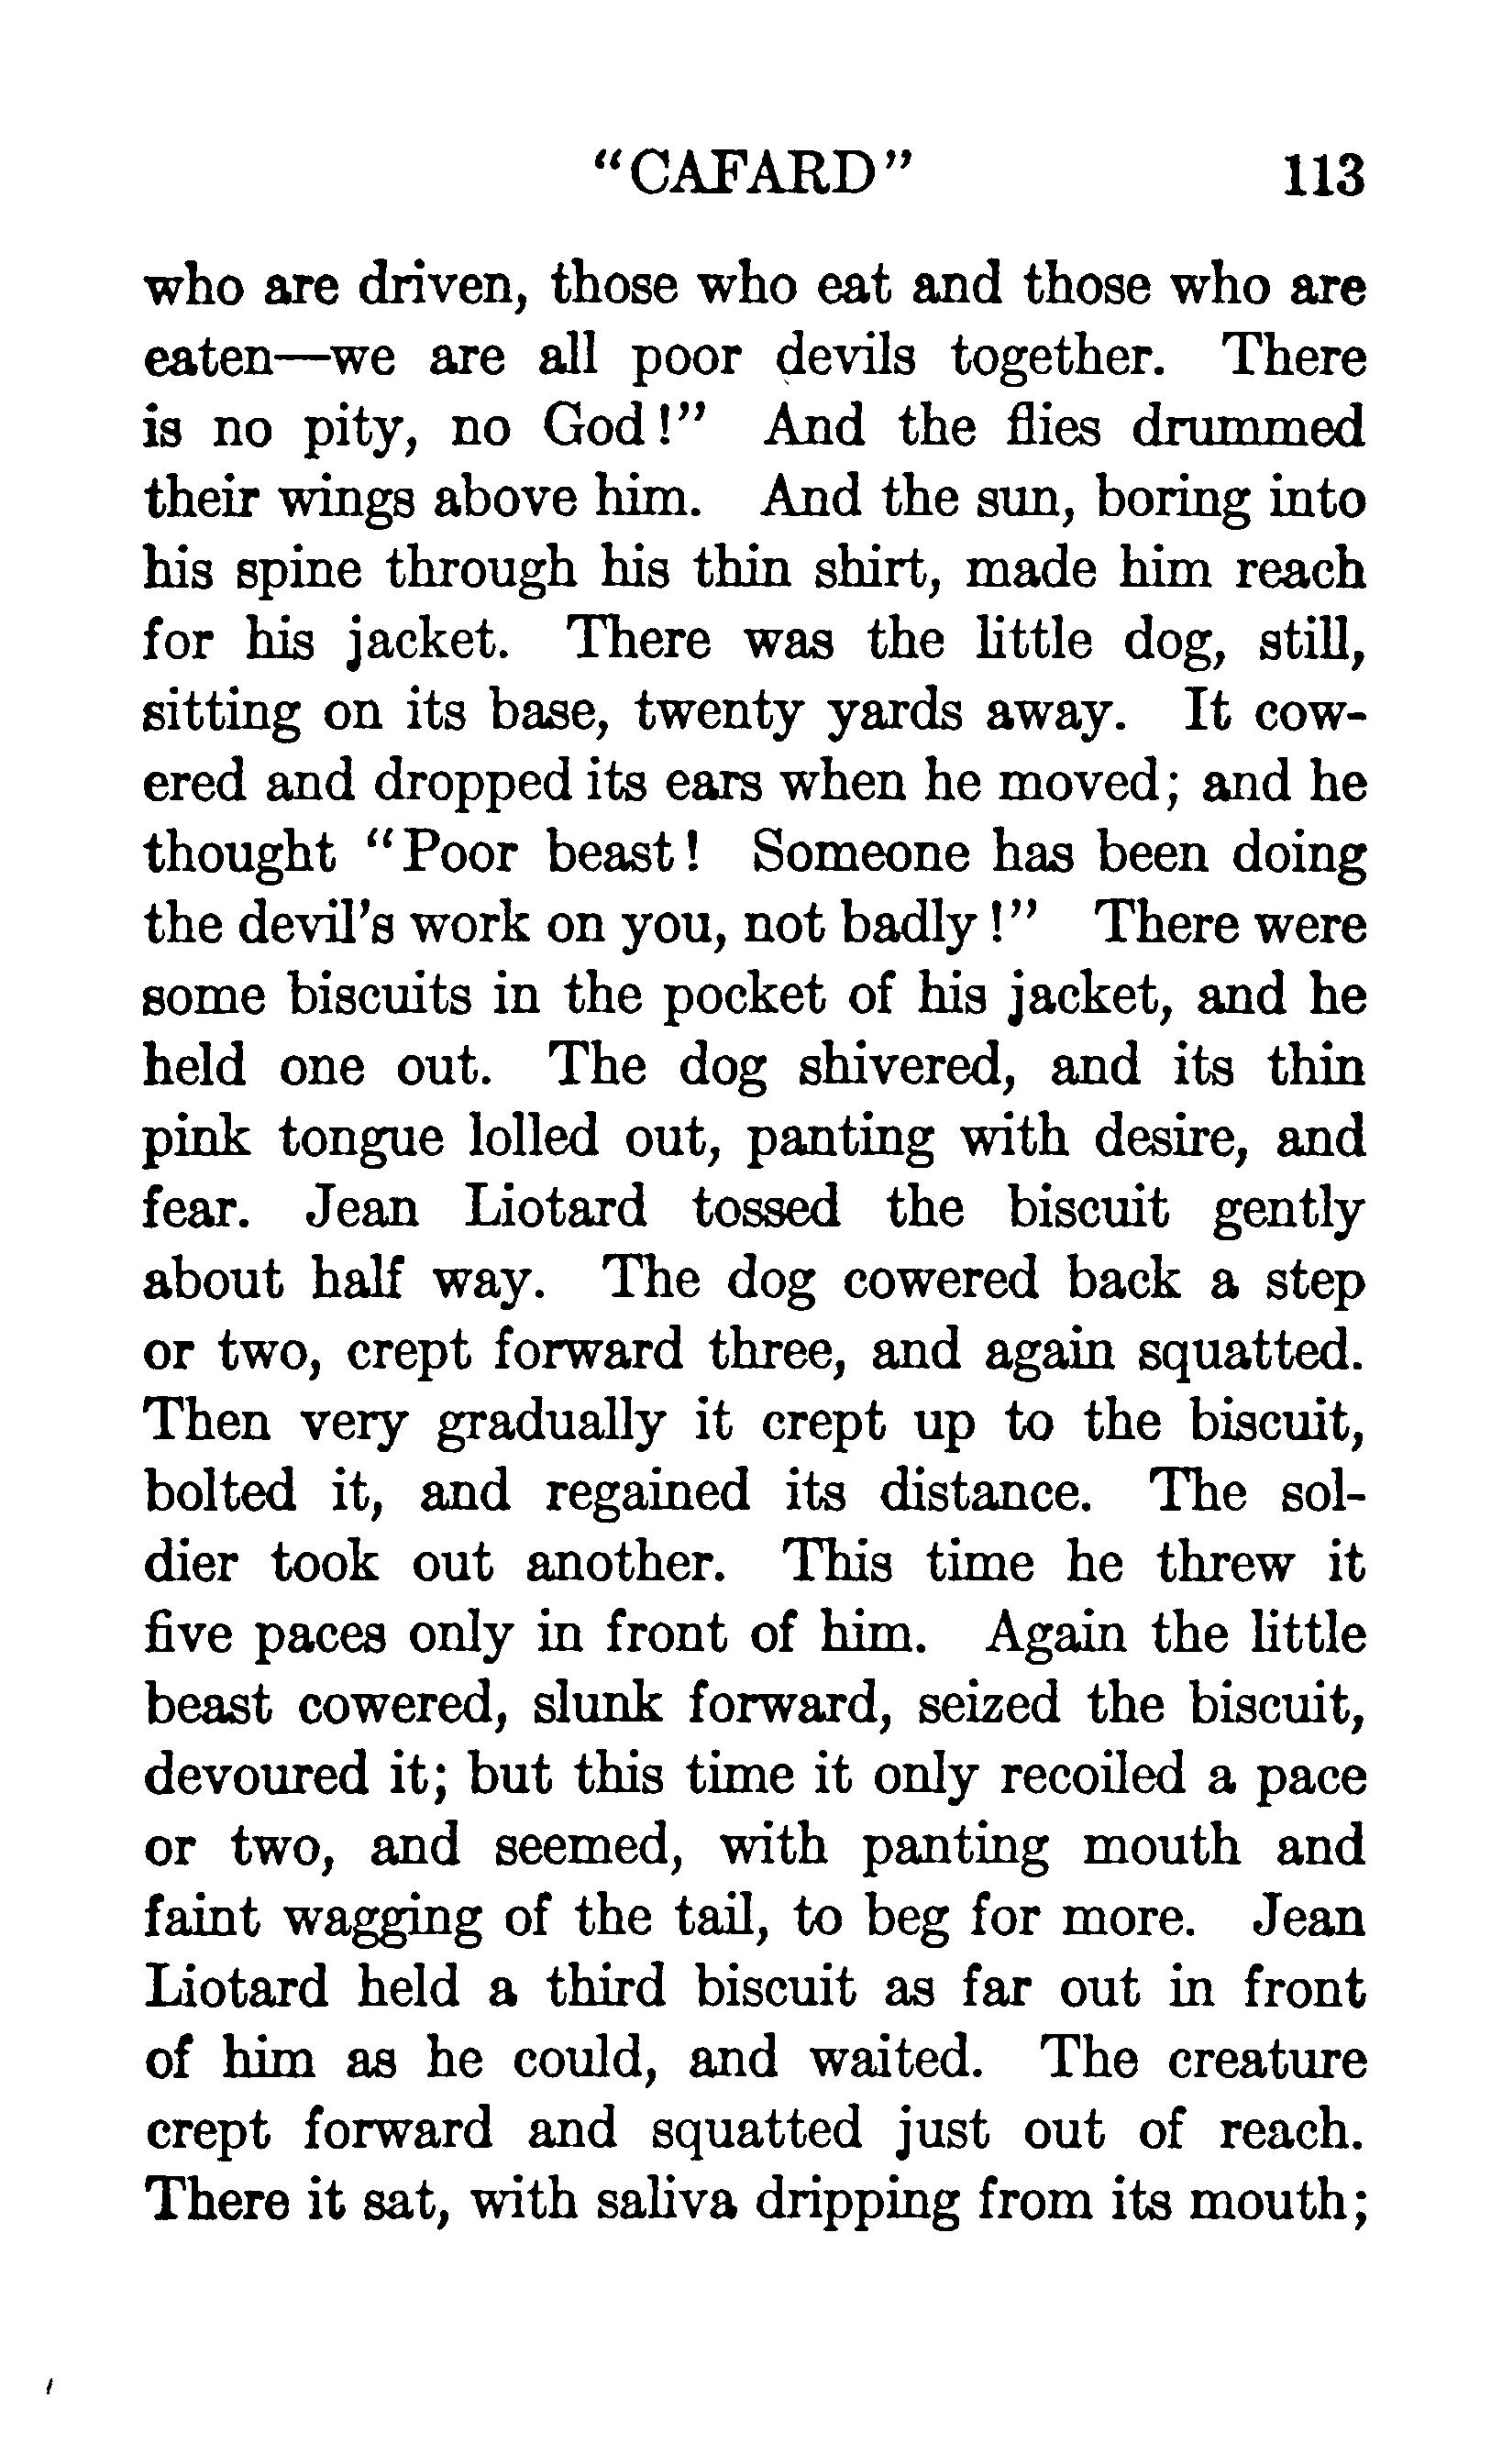 "CAFARD" 113
who are driven, those who eat and those who are
eaten—we are all poor devils together. There
is no pity, no God!" And the flies drummed
their wings above him. And the sun, boring into
his spine through his thin shirt, made him reach
for his jacket. There was the little dog, still,
sitting on its base, twenty yards away. It cow-
ered and dropped its ears when he moved; and he
thought "Poor beast! Someone has been doing
the devil's work on you, not badly!" There were
some biscuits in the pocket of his jacket, and he
held one out. The dog shivered, and its thin
pink tongue lolled out, panting with desire, and
fear. Jean Liotard tossed the biscuit gently
about half way. The dog cowered back a step
or two, crept forward three, and again squatted.
Then very gradually it crept up to the biscuit,
bolted it, and regained its distance. The sol-
dier took out another. This time he threw it
five paces only in front of him. Again the little
beast cowered, slunk forward, seized the biscuit,
devoured it; but this time it only recoiled a pace
or two, and seemed, with panting mouth and
faint wagging of the tail, to beg for more. Jean
Liotard held a third biscuit as far out in front
of him as he could, and waited. The creature
crept forward and squatted just out of reach.
There it sat, with saliva dripping from its mouth;